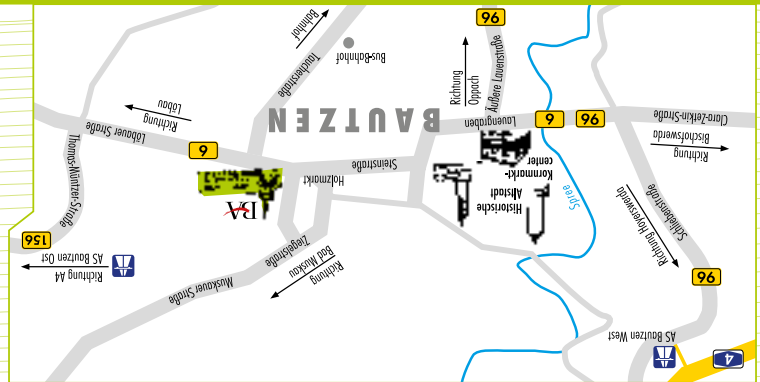 4
AS Bautzen West
96
Richtung Hoyerswerda
Schliebenstraße
Muskauer Straße
Richtung
Bad Muskau
Ziegelstraße
Richtung A4
AS Bautzen Ost
156
Thomas-Müntzer-Straße
Spree
Historische
Altstadt
BA
Holzmarkt
Kornmarkt-
center
Steinstraße
Richtung
Bischofswerda
Clara-Zetkin-Straße
96
6
Lauengraben
BAUTZEN
6
Löbauer Straße
Richtung
Löbau
Richtung
Oppach
Äußere Lauenstraße
96
Bus-Bahnhof
Taucherstraße
Bahnhof